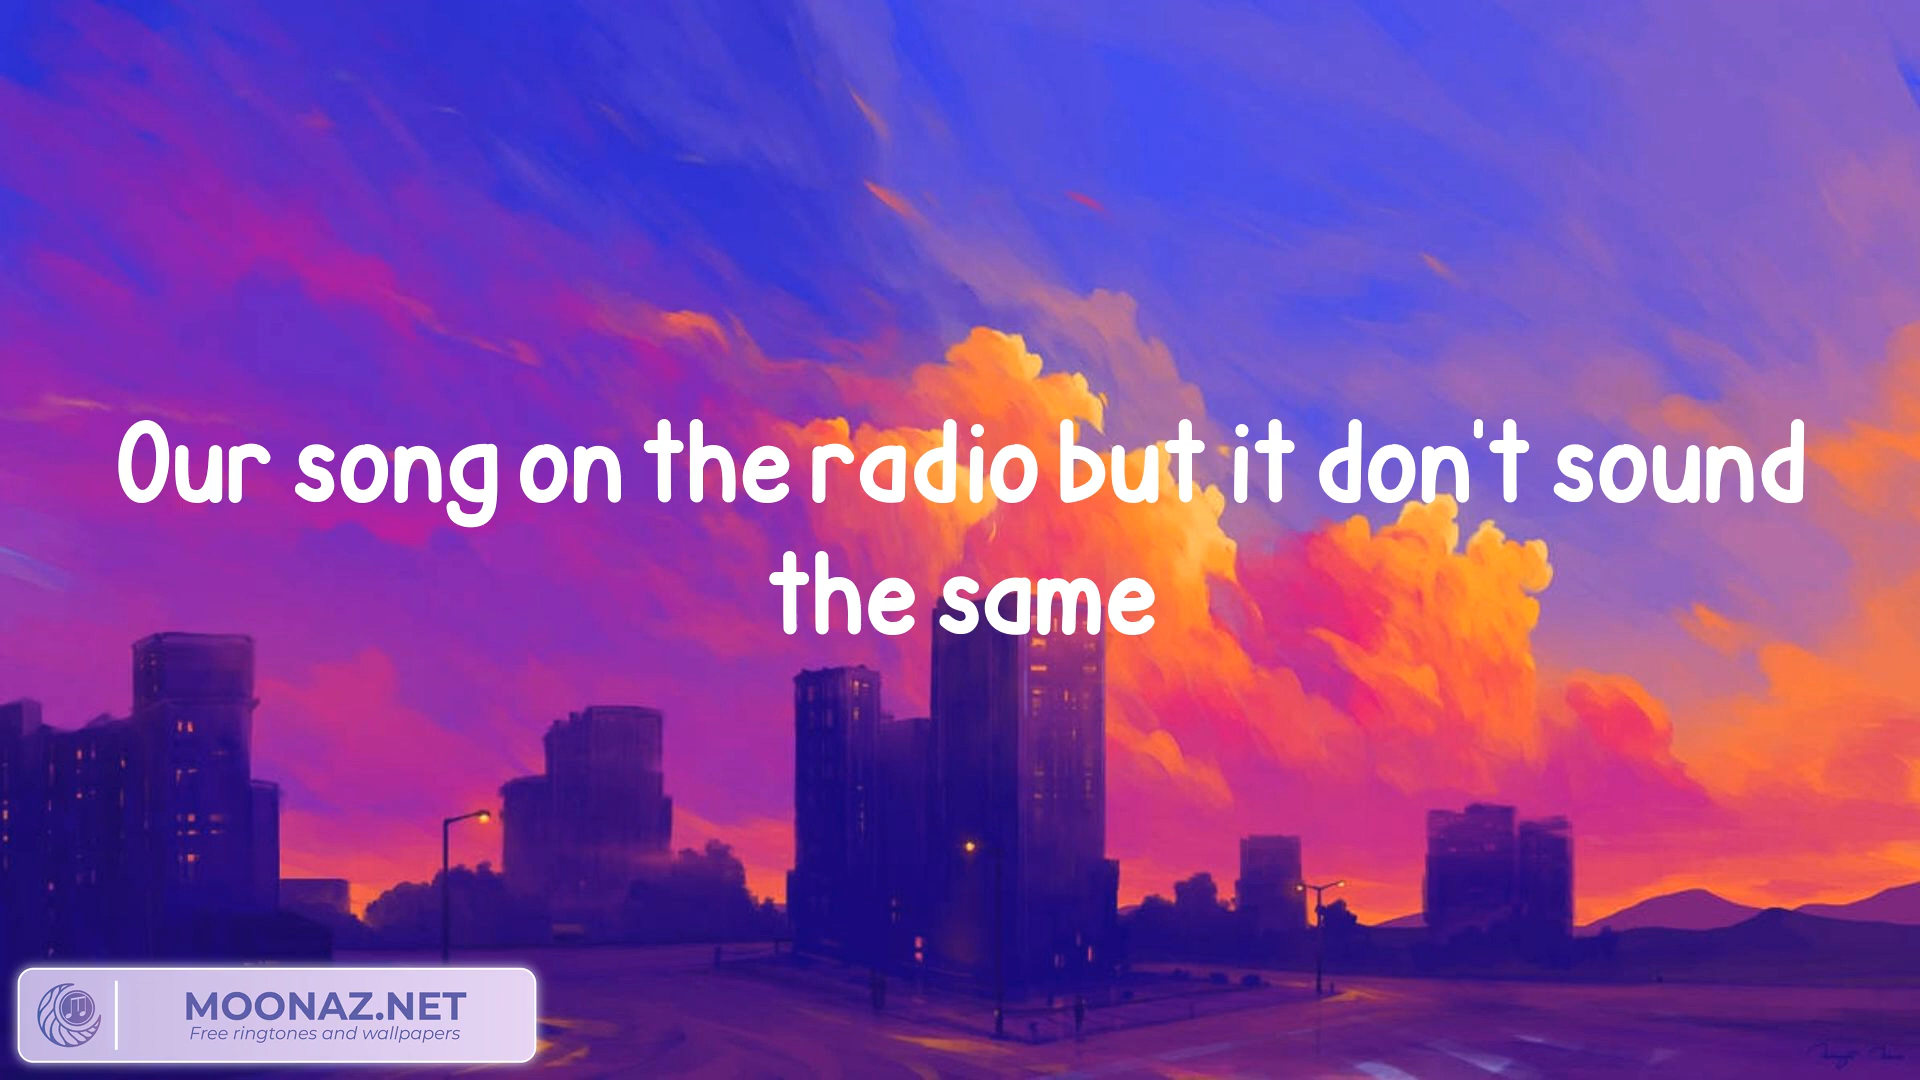 Our song on the radio but it don't sound
the same
MOONAZ.NET
Free ringtones and wallpapers